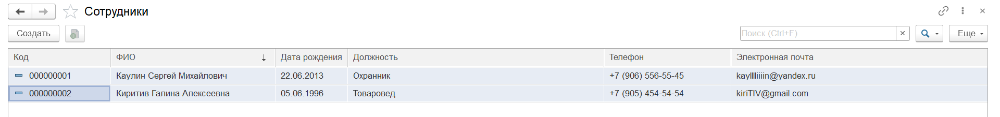 Сотрудники
Создать Поиск (Ctrl+F) Еще
Код ФИО Дата рождения Должность Телефон Электронная почта
000000001 Каулин Сергей Михайлович 22.06.2013 Охранник +7 (906) 556-55-45 kaylllliiiin@yandex.ru
000000002 Киритив Галина Алексеевна 05.06.1996 Товаровед +7 (905) 454-54-54 kiriTIV@gmail.com